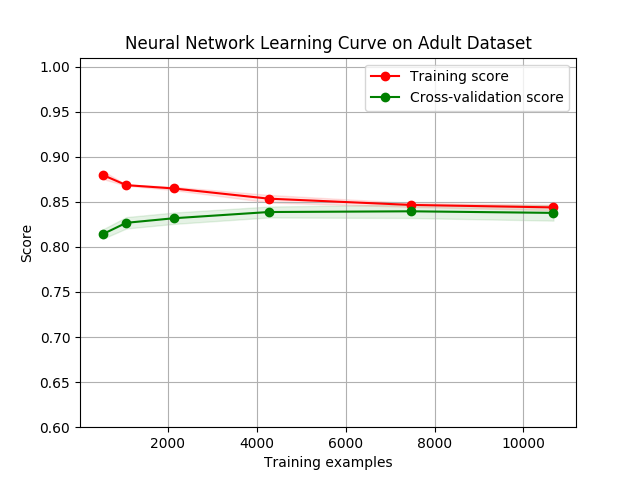 Neural Network Learning Curve on Adult Dataset
1.00
0.95
0.90
0.85
0.80
0.75
0.70
0.65
0.60
Score
Training score
Cross-validation score
2000 4000 6000 8000 10000
Training examples